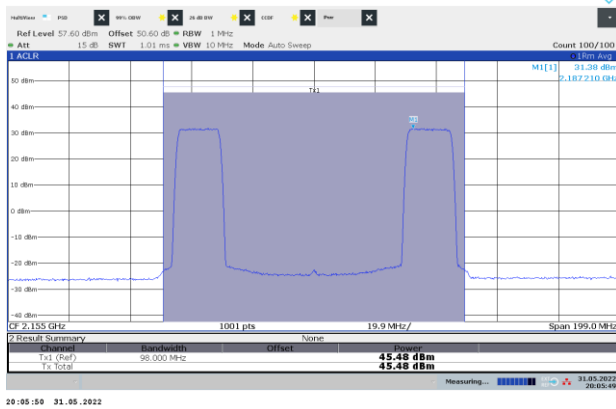 MultiView PSD 99% OBW 26 dB BW CCDF Pwr
Ref Level 57.60 dBm Offset 50.60 dB RBW 1 MHz
Att 15 dB SWT 1.01 ms VBW 10 MHz Mode Auto Sweep Count 100/100
1 ACLR 1Rm Avg
M1[1] 31.38 dBm
2.187210 GHz
Tx1
50 dBm
40 dBm
M1
30 dBm
20 dBm
10 dBm
0 dBm
-10 dBm
-20 dBm
-30 dBm
-40 dBm
CF 2.155 GHz 1001 pts 19.9 MHz/ Span 199.0 MHz
2 Result Summary None
Channel Bandwidth Offset Power
Tx1 (Ref) 98.000 MHz 45.48 dBm
Tx Total 45.48 dBm
Measuring... 31.05.2022
20:05:49
20:05:50 31.05.2022